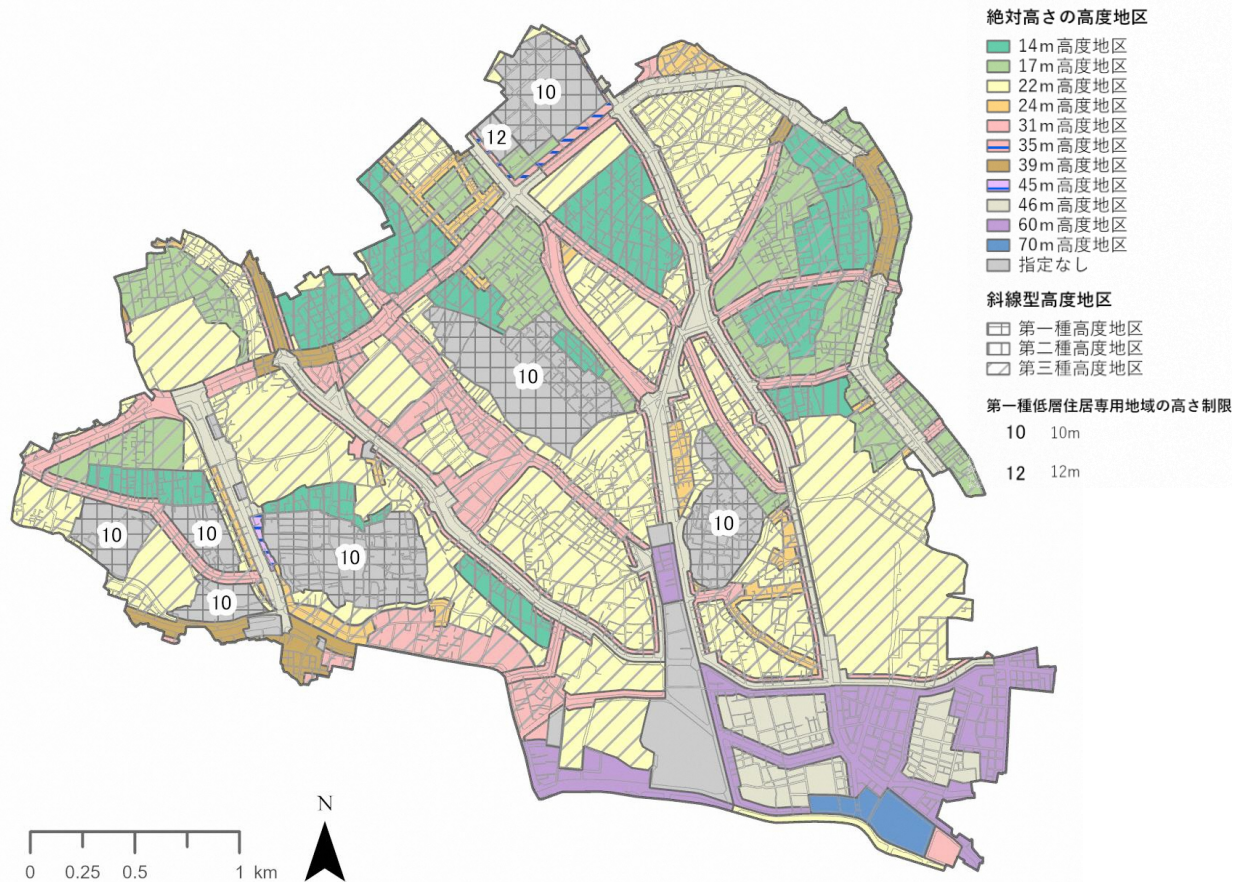 絶対高さの高度地区
14m高度地区
17m高度地区
22m高度地区
24m高度地区
31m高度地区
35m高度地区
39m高度地区
45m高度地区
46m高度地区
60m高度地区
70m高度地区
指定なし
斜線型高度地区
第一種高度地区
第二種高度地区
第三種高度地区
第一種低層住居専用地域の高さ制限
10 10m
12 12m
10
12
10
10
10
10
10
10
N
0 0.25 0.5 1 km